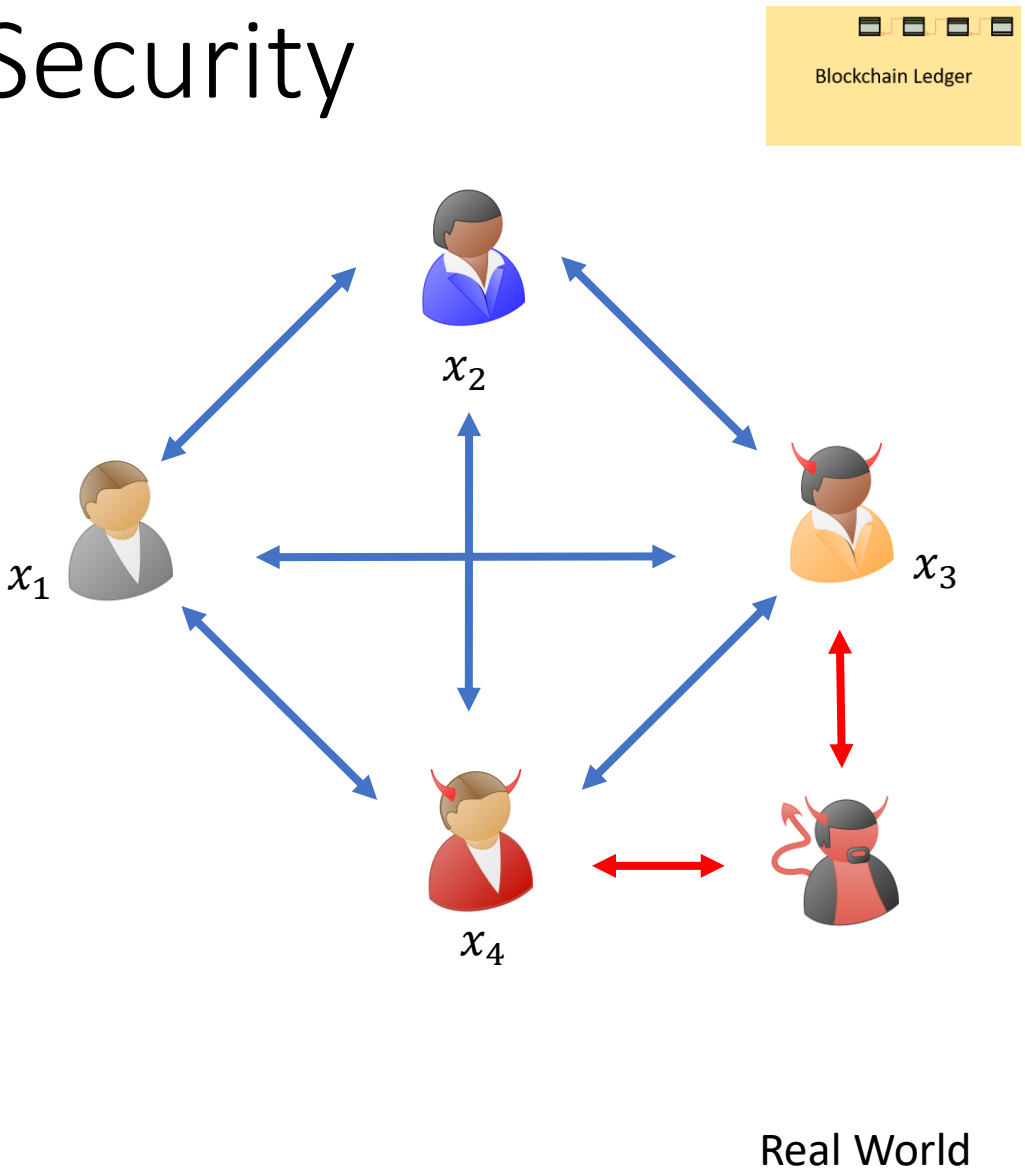 Security
Blockchain Ledger
x₂
x₁
x₃
x₄
Real World